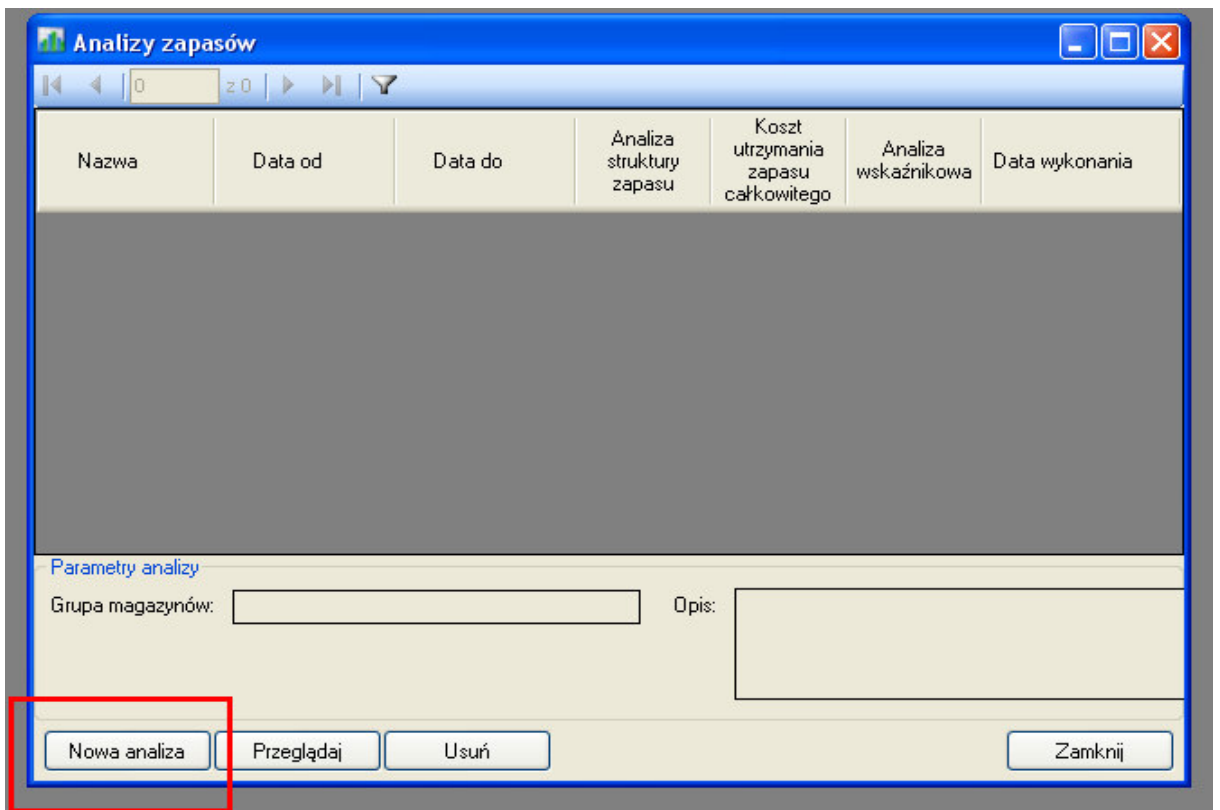 Analizy zapasów
0 z 0
Nazwa
Data od
Data do
Analiza
struktury
zapasu
Koszt
utrzymania
zapasu
całkowitego
Analiza
wskaźnikowa
Data wykonania
Parametry analizy
Grupa magazynów:
Opis:
Nowa analiza
Przeglądaj
Usuń
Zamknij